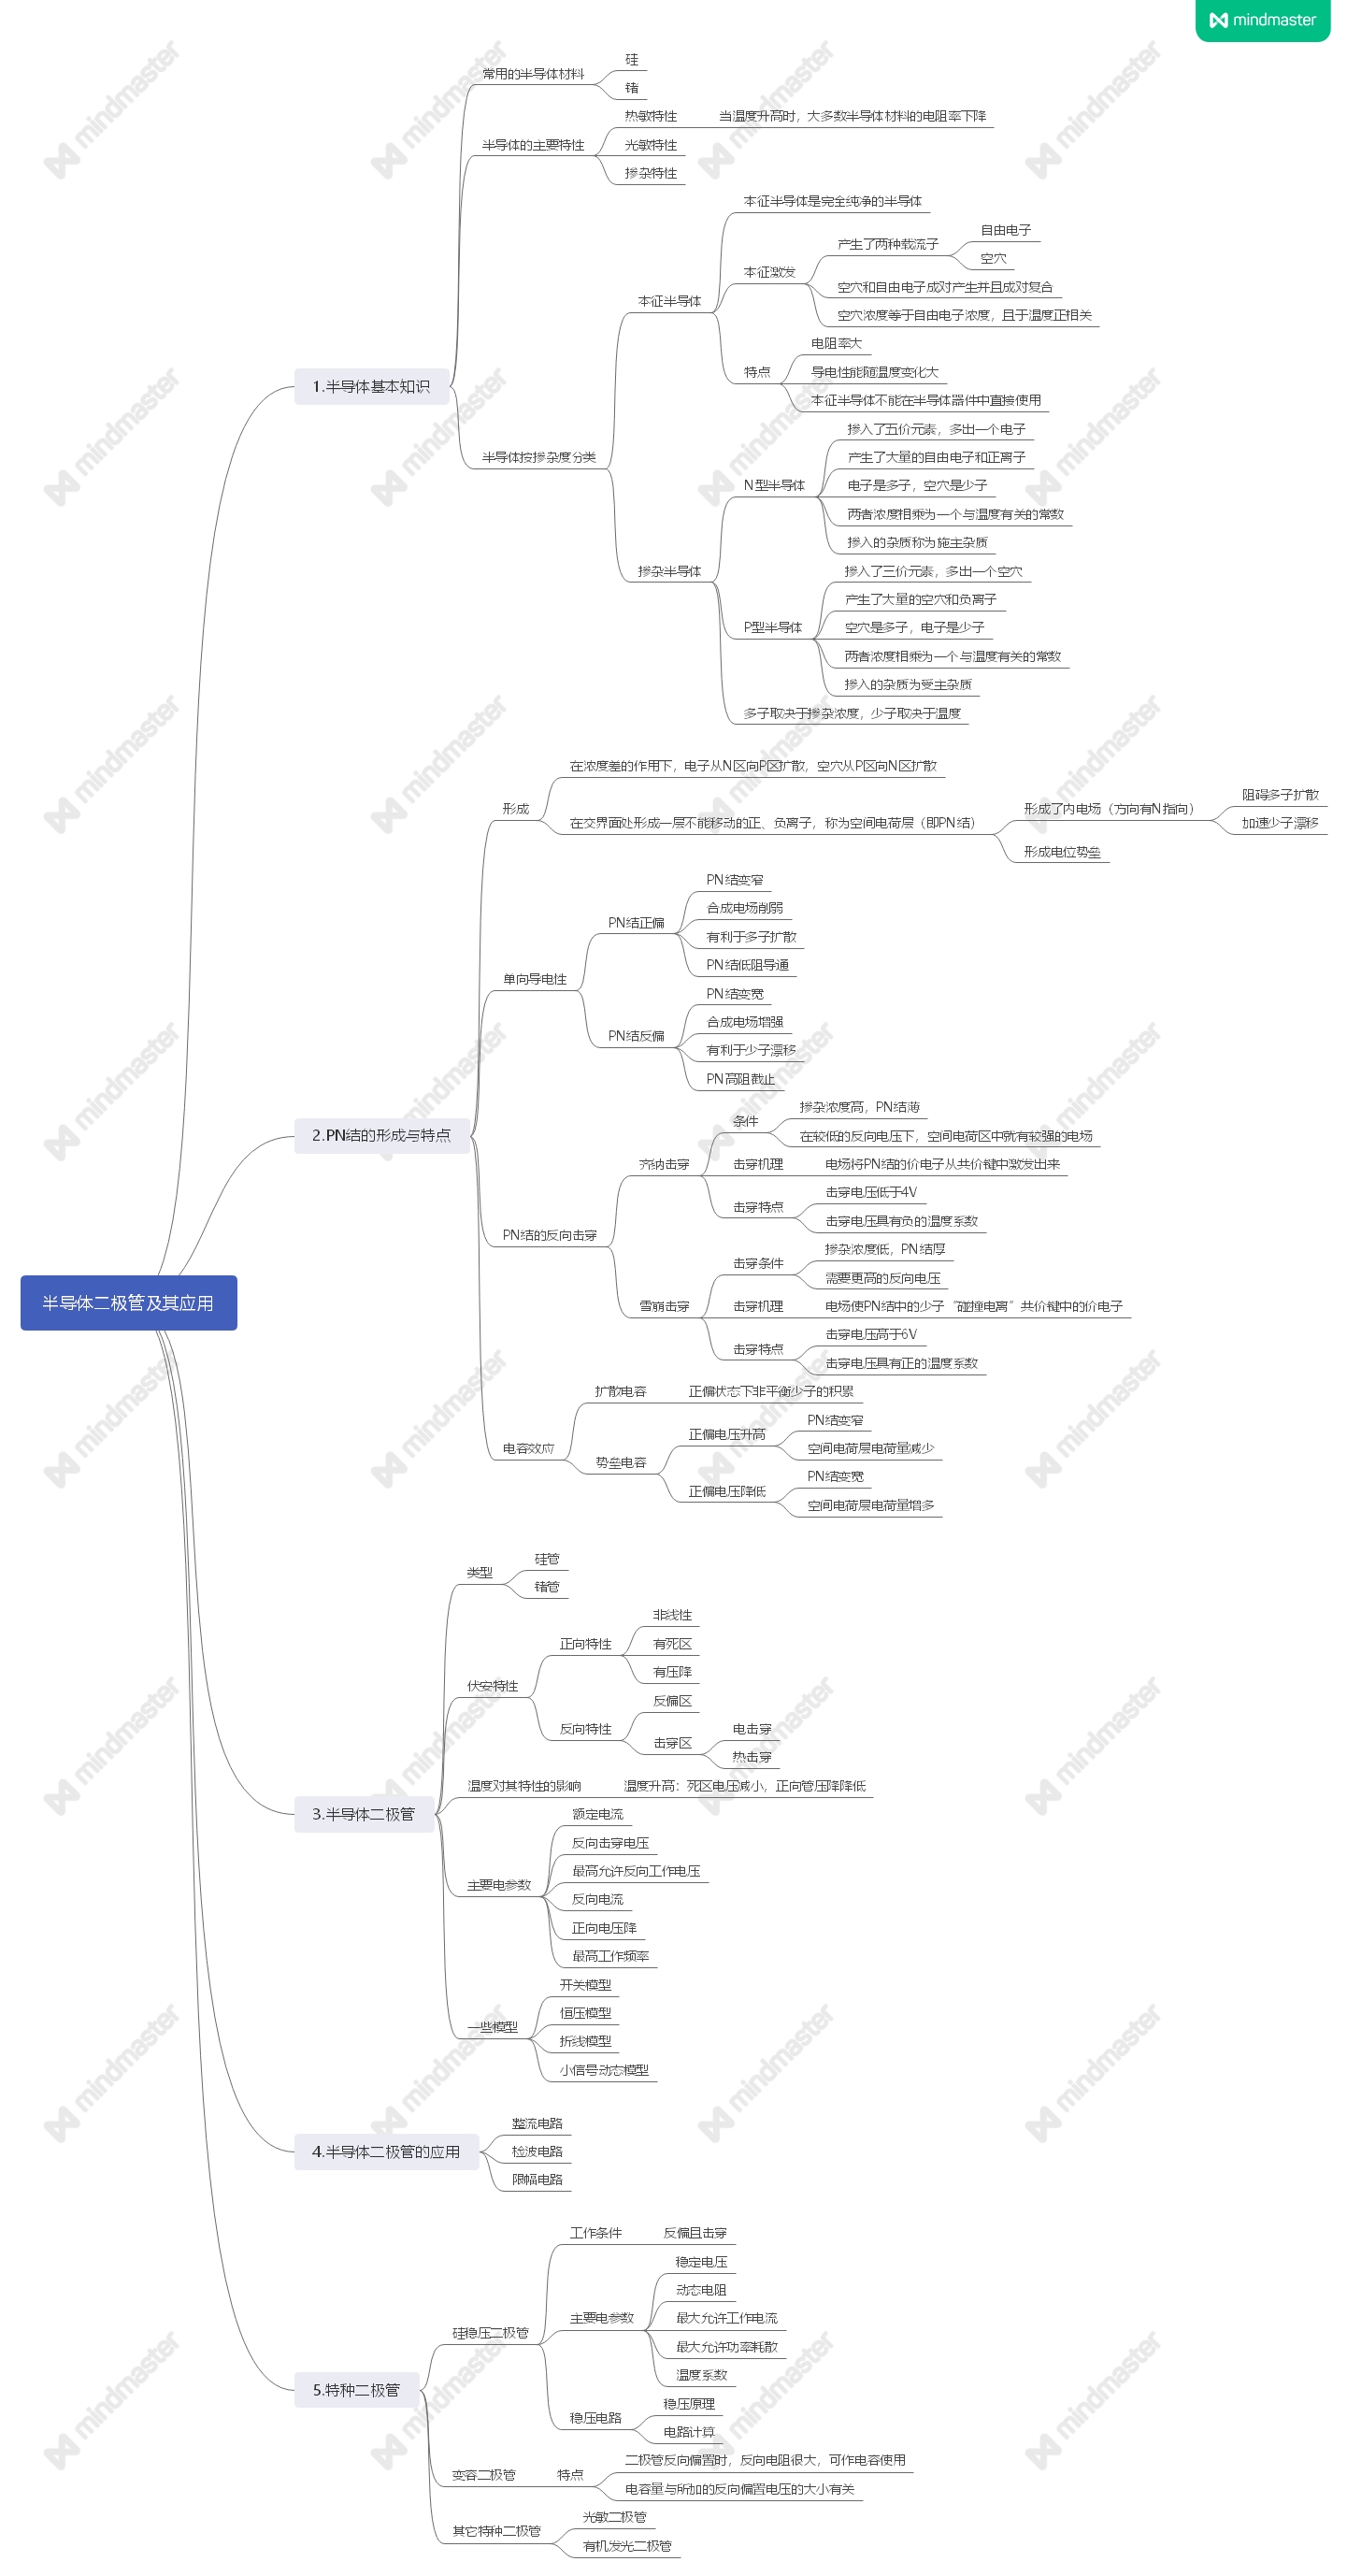 mindmaster
半导体二极管及其应用
1.半导体基本知识
常用的半导体材料
硅
锗
半导体的主要特性
热敏特性
当温度升高时，大多数半导体材料的电阻率下降
光敏特性
掺杂特性
半导体按掺杂度分类
本征半导体
本征半导体是完全纯净的半导体
本征激发
产生了两种载流子
自由电子
空穴
空穴和自由电子成对产生并且成对复合
空穴浓度等于自由电子浓度，且于温度正相关
特点
电阻率大
导电性能随温度变化大
本征半导体不能在半导体器件中直接使用
掺杂半导体
N型半导体
掺入了五价元素，多出一个电子
产生了大量的自由电子和正离子
电子是多子，空穴是少子
两者浓度相乘为一个与温度有关的常数
掺入的杂质称为施主杂质
P型半导体
掺入了三价元素，多出一个空穴
产生了大量的空穴和负离子
空穴是多子，电子是少子
两者浓度相乘为一个与温度有关的常数
掺入的杂质为受主杂质
多子取决于掺杂浓度，少子取决于温度
2.PN结的形成与特点
形成
在浓度差的作用下，电子从N区向P区扩散，空穴从P区向N区扩散
在交界面处形成一层不能移动的正、负离子，称为空间电荷层（即PN结）
形成了内电场（方向有N指向）
阻碍多子扩散
加速少子漂移
形成电位势垒
单向导电性
PN结正偏
PN结变窄
合成电场削弱
有利于多子扩散
PN结低阻导通
PN结反偏
PN结变宽
合成电场增强
有利于少子漂移
PN高阻截止
PN结的反向击穿
齐纳击穿
条件
掺杂浓度高，PN结薄
在较低的反向电压下，空间电荷区中就有较强的电场
击穿机理
电场将PN结的价电子从共价键中激发出来
击穿特点
击穿电压低于4V
击穿电压具有负的温度系数
雪崩击穿
击穿条件
掺杂浓度低，PN结厚
需要更高的反向电压
击穿机理
电场使PN结中的少子“碰撞电离”共价键中的价电子
击穿特点
击穿电压高于6V
击穿电压具有正的温度系数
电容效应
扩散电容
正偏状态下非平衡少子的积累
势垒电容
正偏电压升高
PN结变窄
空间电荷层电荷量减少
正偏电压降低
PN结变宽
空间电荷层电荷量增多
3.半导体二极管
类型
硅管
锗管
伏安特性
正向特性
非线性
有死区
有压降
反向特性
反偏区
击穿区
电击穿
热击穿
温度对其特性的影响
温度升高：死区电压减小，正向管压降降低
主要电参数
额定电流
反向击穿电压
最高允许反向工作电压
反向电流
正向电压降
最高工作频率
一些模型
开关模型
恒压模型
折线模型
小信号动态模型
4.半导体二极管的应用
整流电路
检波电路
限幅电路
5.特种二极管
硅稳压二极管
工作条件
反偏且击穿
主要电参数
稳定电压
动态电阻
最大允许工作电流
最大允许功率耗散
温度系数
稳压电路
稳压原理
电路计算
变容二极管
特点
二极管反向偏置时，反向电阻很大，可作电容使用
电容量与所加的反向偏置电压的大小有关
其它特种二极管
光敏二极管
有机发光二极管